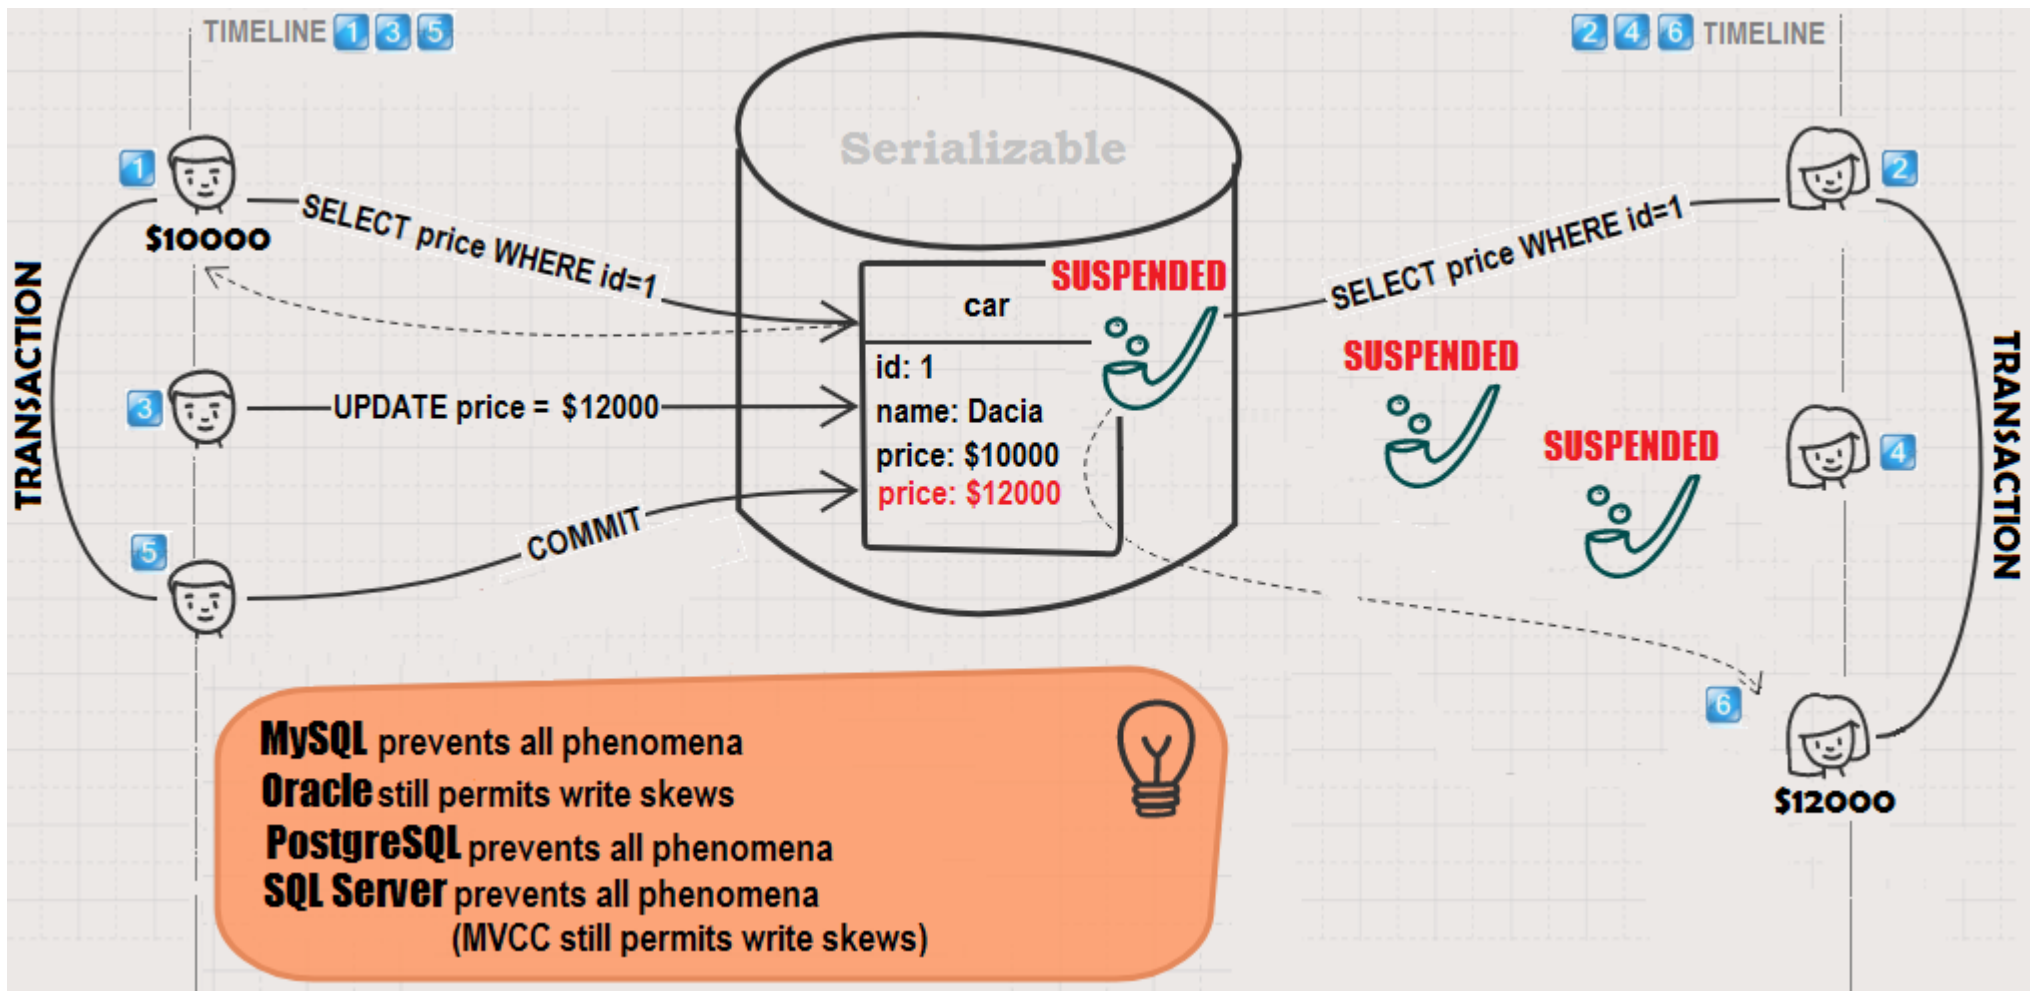 TIMELINE 1 3 5
2 4 6 TIMELINE
Serializable
1
2
$10000
SELECT price WHERE id=1
SELECT price WHERE id=1
TRANSACTION
TRANSACTION
SUSPENDED
car
SUSPENDED
id: 1
name: Dacia
price: $10000
price: $12000
3
UPDATE price = $12000
SUSPENDED
4
5
COMMIT
6
$12000
MySQL prevents all phenomena
Oracle still permits write skews
PostgreSQL prevents all phenomena
SQL Server prevents all phenomena
(MVCC still permits write skews)